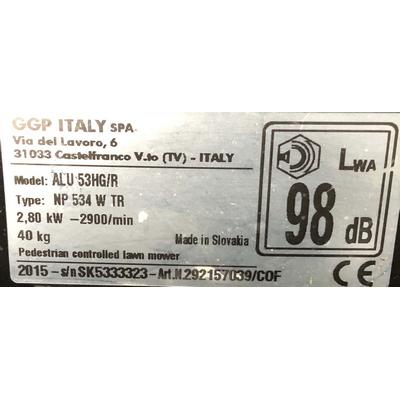 GGP ITALY SPA.
Via del Lavoro, 6
31033 Castelfranco V.to (TV) - ITALY
Model: ALU 53HG/R
Type: NP 534 W TR
2,80 kW -2900/min
40 kg
Made in Slovakia
Pedestrian controlled lawn mower
2015 - s/n SK5333323-Art.N.292157039/COF
LWA
98 dB
CE